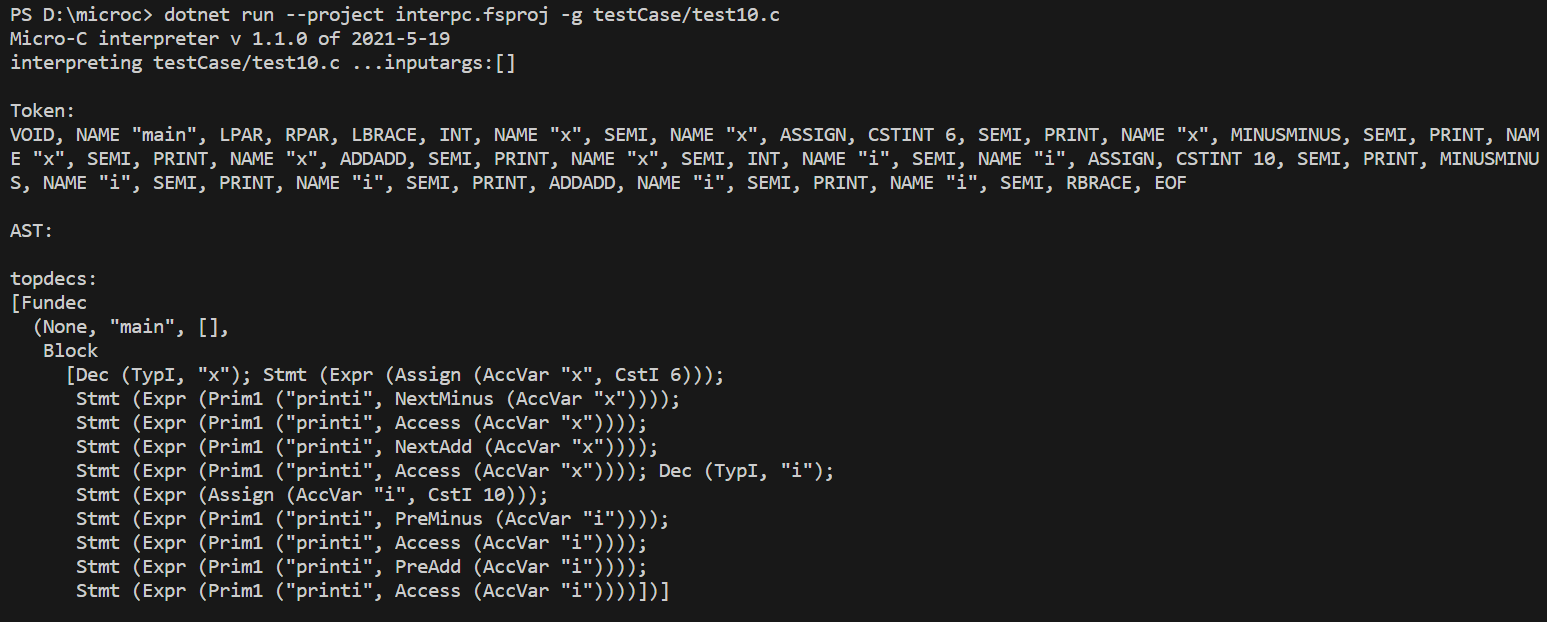 PS D:\microc> dotnet run --project interpc.fsproj -g testCase/test10.c
Micro-C interpreter v 1.1.0 of 2021-5-19
interpreting testCase/test10.c ...inputargs:[]

Token:
VOID, NAME "main", LPAR, RPAR, LBRACE, INT, NAME "x", SEMI, NAME "x", ASSIGN, CSTINT 6, SEMI, PRINT, NAME "x", MINUSMINUS, SEMI, PRINT, NAM
E "x", SEMI, PRINT, NAME "x", ADDADD, SEMI, PRINT, NAME "x", SEMI, INT, NAME "i", SEMI, NAME "i", ASSIGN, CSTINT 10, SEMI, PRINT, MINUSMINU
S, NAME "i", SEMI, PRINT, NAME "i", SEMI, PRINT, ADDADD, NAME "i", SEMI, PRINT, NAME "i", SEMI, RBRACE, EOF

AST:

topdecs:
[Fundec
  (None, "main", [],
   Block
     [Dec (TypI, "x"); Stmt (Expr (Assign (AccVar "x", CstI 6)));
      Stmt (Expr (Prim1 ("printi", NextMinus (AccVar "x"))));
      Stmt (Expr (Prim1 ("printi", Access (AccVar "x"))));
      Stmt (Expr (Prim1 ("printi", NextAdd (AccVar "x"))));
      Stmt (Expr (Prim1 ("printi", Access (AccVar "x")))); Dec (TypI, "i");
      Stmt (Expr (Assign (AccVar "i", CstI 10)));
      Stmt (Expr (Prim1 ("printi", PreMinus (AccVar "i"))));
      Stmt (Expr (Prim1 ("printi", Access (AccVar "i"))));
      Stmt (Expr (Prim1 ("printi", PreAdd (AccVar "i"))));
      Stmt (Expr (Prim1 ("printi", Access (AccVar "i"))))])]